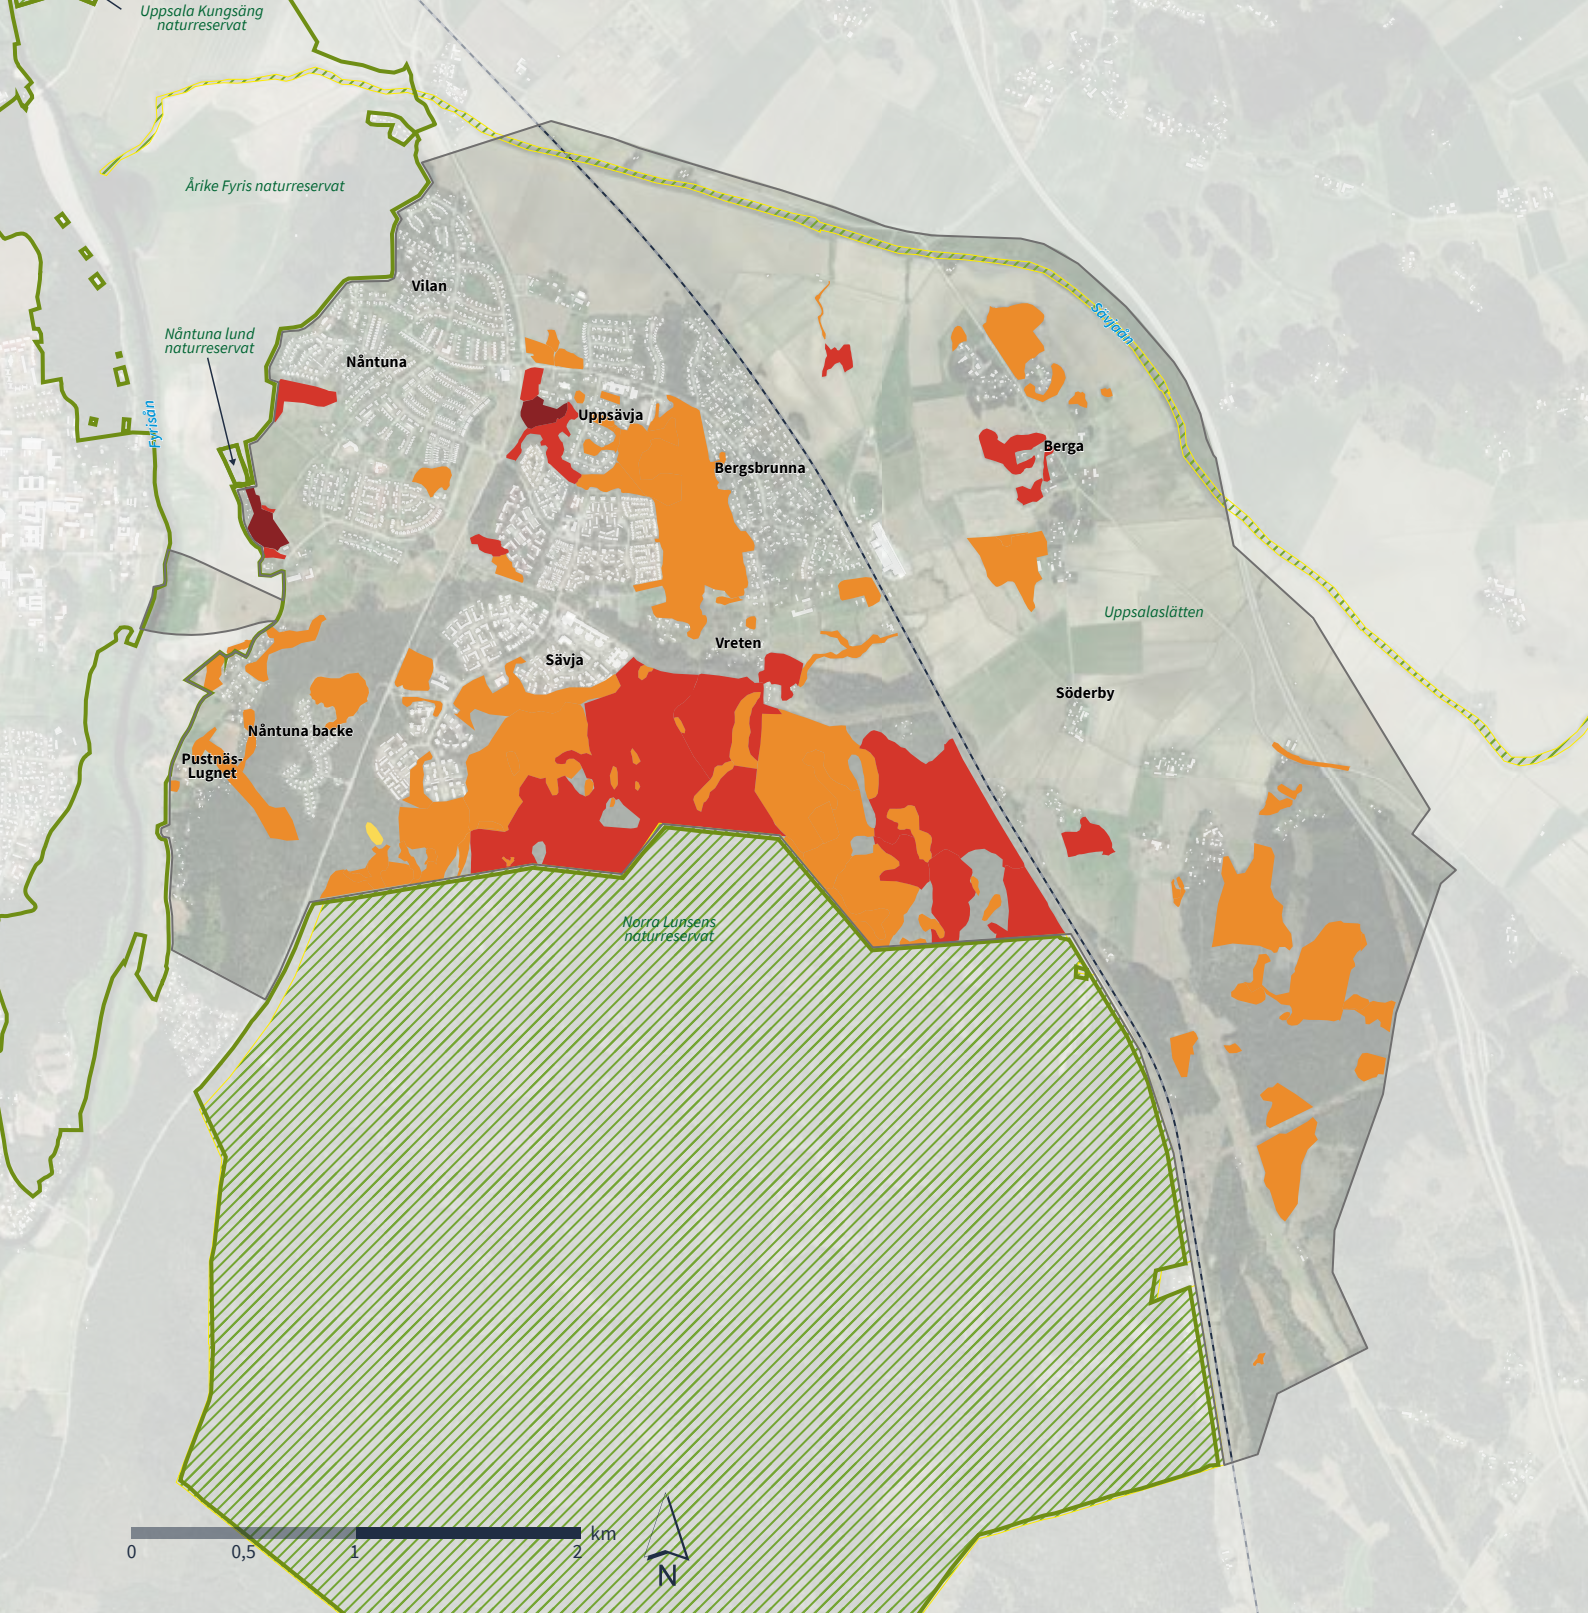 Uppsala Kungsäng
naturreservat
Årike Fyris naturreservat
Vilan
Sävjaån
Nåntuna lund
naturreservat
Nåntuna
Fyrisån
Uppsävja
Berga
Bergsbrunna
Uppsalaslätten
Vreten
Sävja
Söderby
Nåntuna backe
Pustnäs-
Lugnet
Norra Lunsens
naturreservat
km
0 0,5 1 2
N